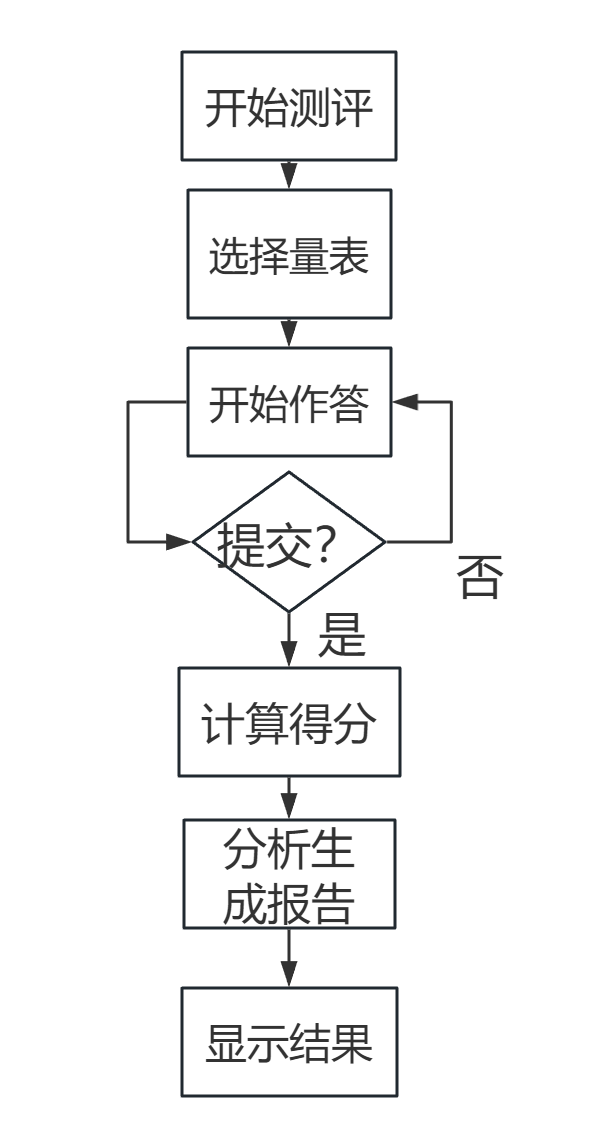 开始测评
选择量表
开始作答
提交?
否
是
计算得分
分析生
成报告
显示结果